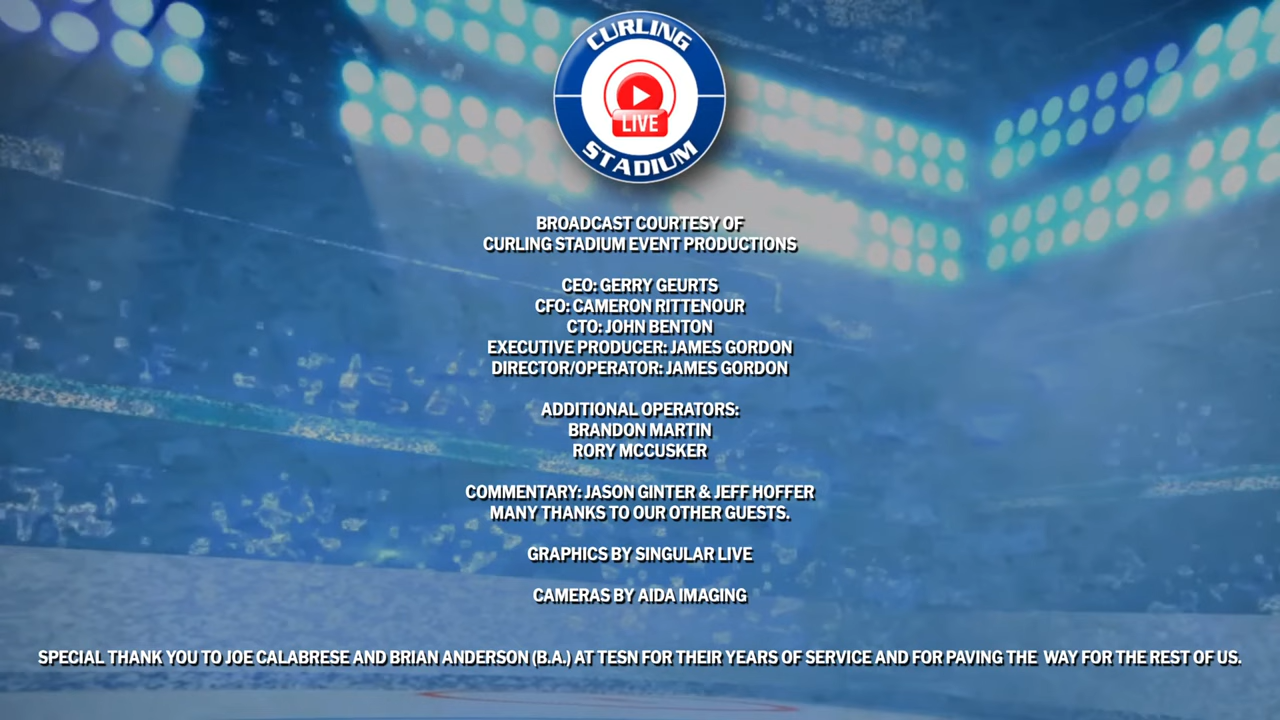 CURLING
LIVE
STADIUM
BROADCAST COURTESY OF
CURLING STADIUM EVENT PRODUCTIONS
CEO: GERRY GEURTS
CFO: CAMERON RITTENOUR
CTO: JOHN BENTON
EXECUTIVE PRODUCER: JAMES GORDON
DIRECTOR/OPERATOR: JAMES GORDON
ADDITIONAL OPERATORS:
BRANDON MARTIN
RORY MCCUSKER
COMMENTARY: JASON GINTER & JEFF HOFFER
MANY THANKS TO OUR OTHER GUESTS.
GRAPHICS BY SINGULAR LIVE
CAMERAS BY AIDA IMAGING
SPECIAL THANK YOU TO JOE CALABRESE AND BRIAN ANDERSON (B.A.) AT TESN FOR THEIR YEARS OF SERVICE AND FOR PAVING THE WAY FOR THE REST OF US.